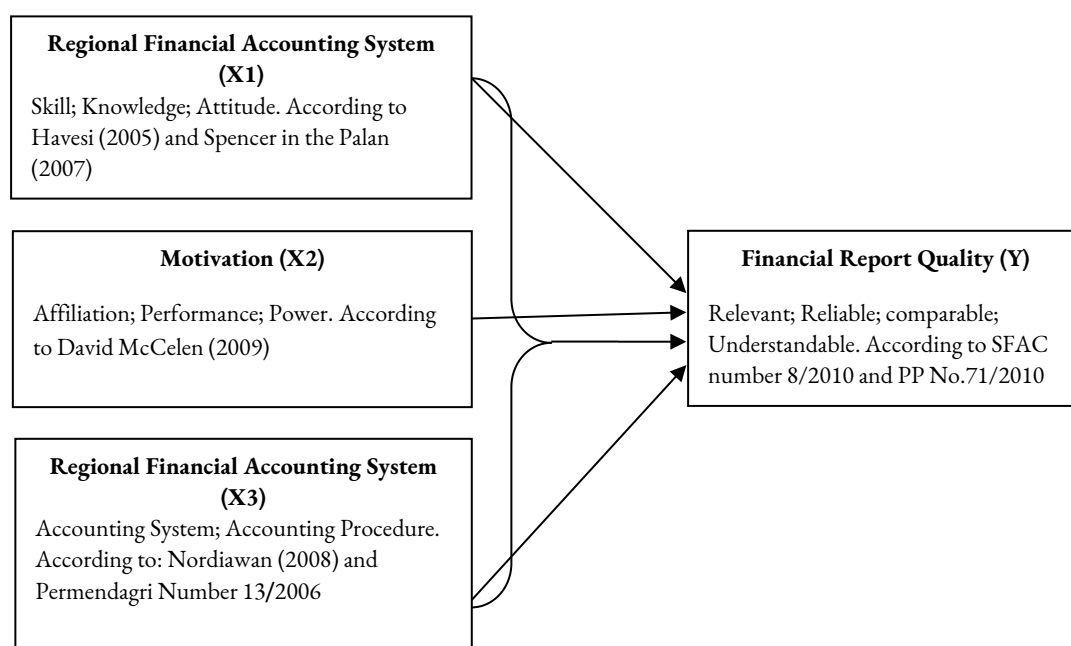 Regional Financial Accounting System
(X1)
Skill; Knowledge; Attitude. According to
Havesi (2005) and Spencer in the Palan
(2007)
Motivation (X2)
Affiliation; Performance; Power. According
to David McCelen (2009)
Regional Financial Accounting System
(X3)
Accounting System; Accounting Procedure.
According to: Nordiawan (2008) and
Permendagri Number 13/2006
Financial Report Quality (Y)
Relevant; Reliable; comparable;
Understandable. According to SFAC
number 8/2010 and PP No.71/2010